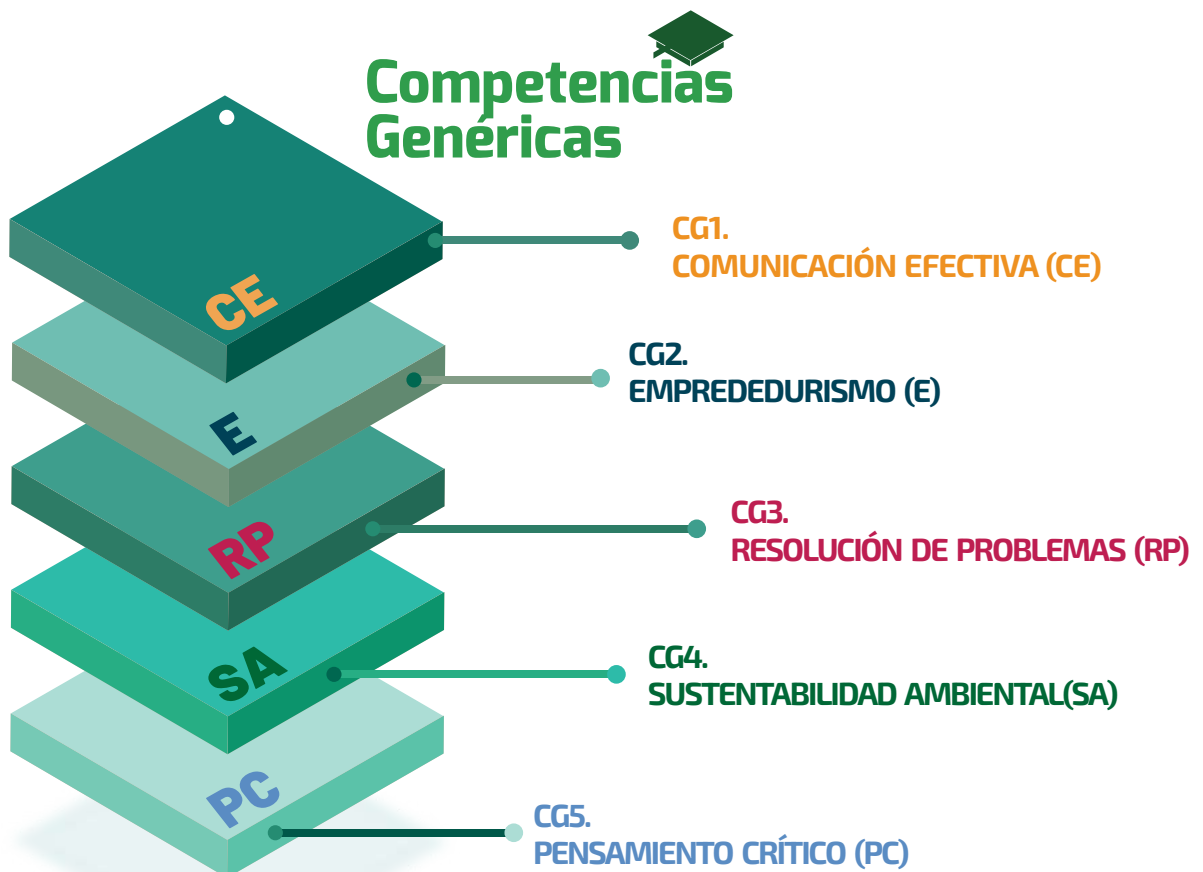 Competencias
Genéricas
CE
CG1.
COMUNICACIÓN EFECTIVA (CE)
E
CG2.
EMPREDEDURISMO (E)
RP
CG3.
RESOLUCIÓN DE PROBLEMAS (RP)
SA
CG4.
SUSTENTABILIDAD AMBIENTAL(SA)
PC
CG5.
PENSAMIENTO CRÍTICO (PC)